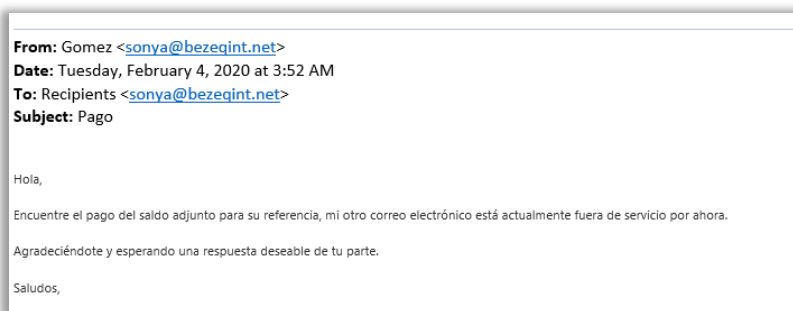 From: Gomez <sonya@bezeqint.net>
Date: Tuesday, February 4, 2020 at 3:52 AM
To: Recipients <sonya@bezeqint.net>
Subject: Pago
Hola,
Encuentre el pago del saldo adjunto para su referencia, mi otro correo electrónico está actualmente fuera de servicio por ahora.
Agradeciéndote y esperando una respuesta deseable de tu parte.
Saludos,